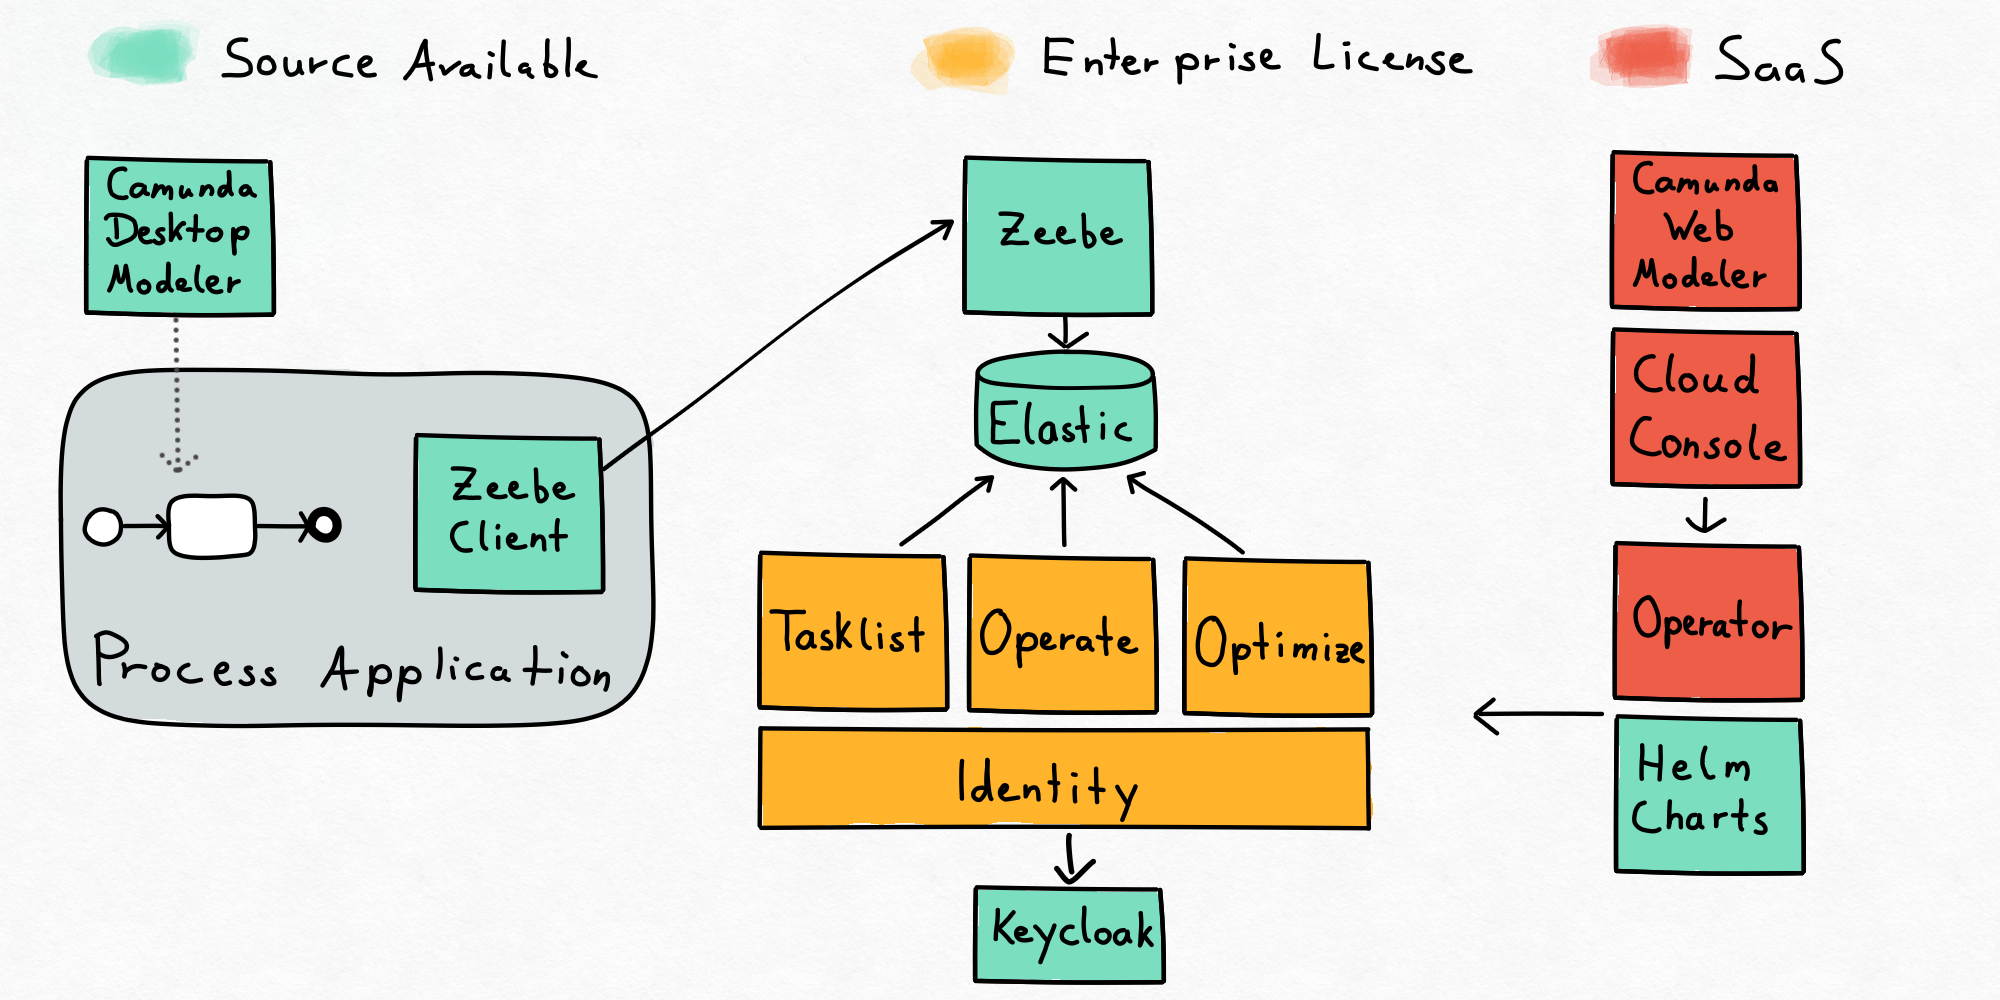 Source Available
Enterprise License
SaaS
Camunda
Desktop
Modeler
Zeebe
Client
Process Application
Zeebe
Elastic
Tasklist
Operate
Optimize
Identity
Keycloak
Camunda
Web
Modeler
Cloud
Console
Operator
Helm
Charts